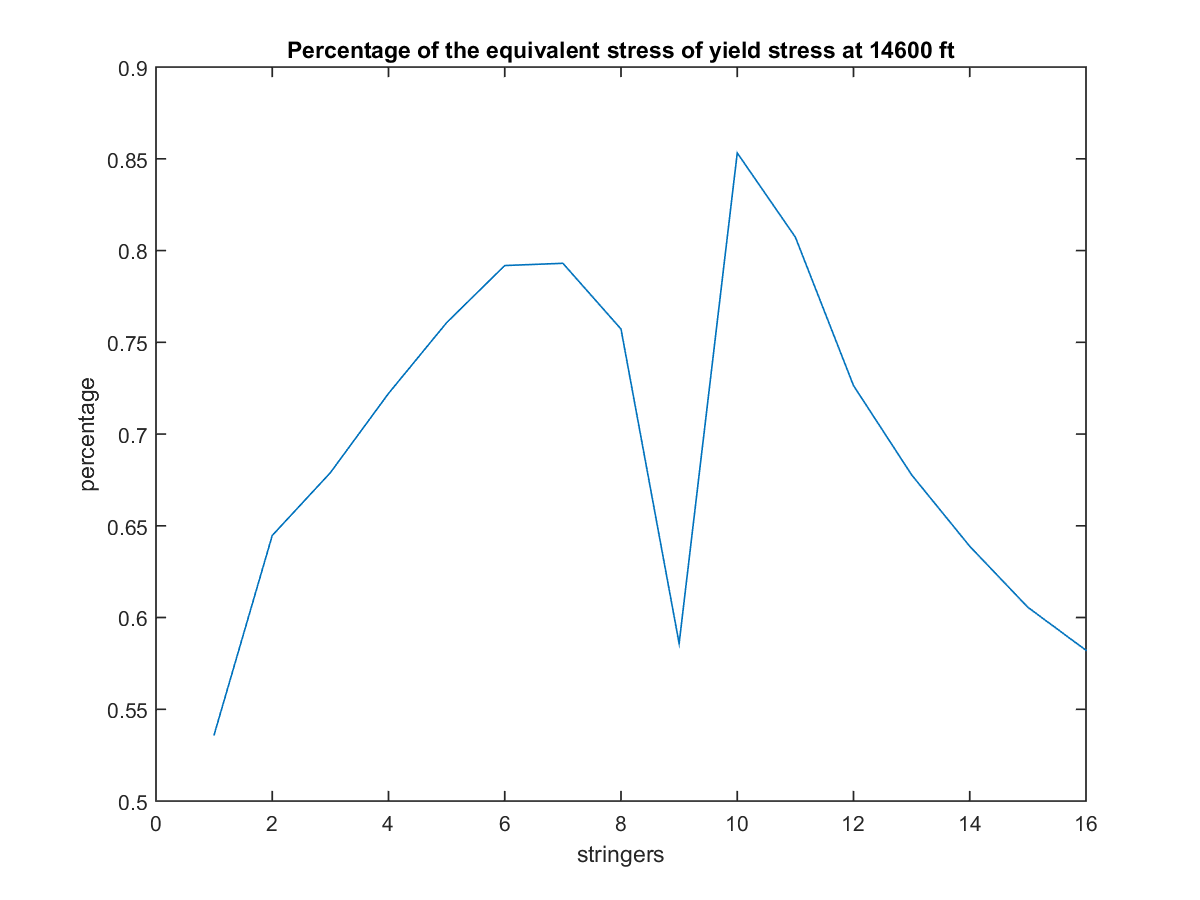 Percentage of the equivalent stress of yield stress at 14600 ft
0.9
0.85
0.8
0.75
0.7
0.65
0.6
0.55
0.5
percentage
0 2 4 6 8 10 12 14 16
stringers